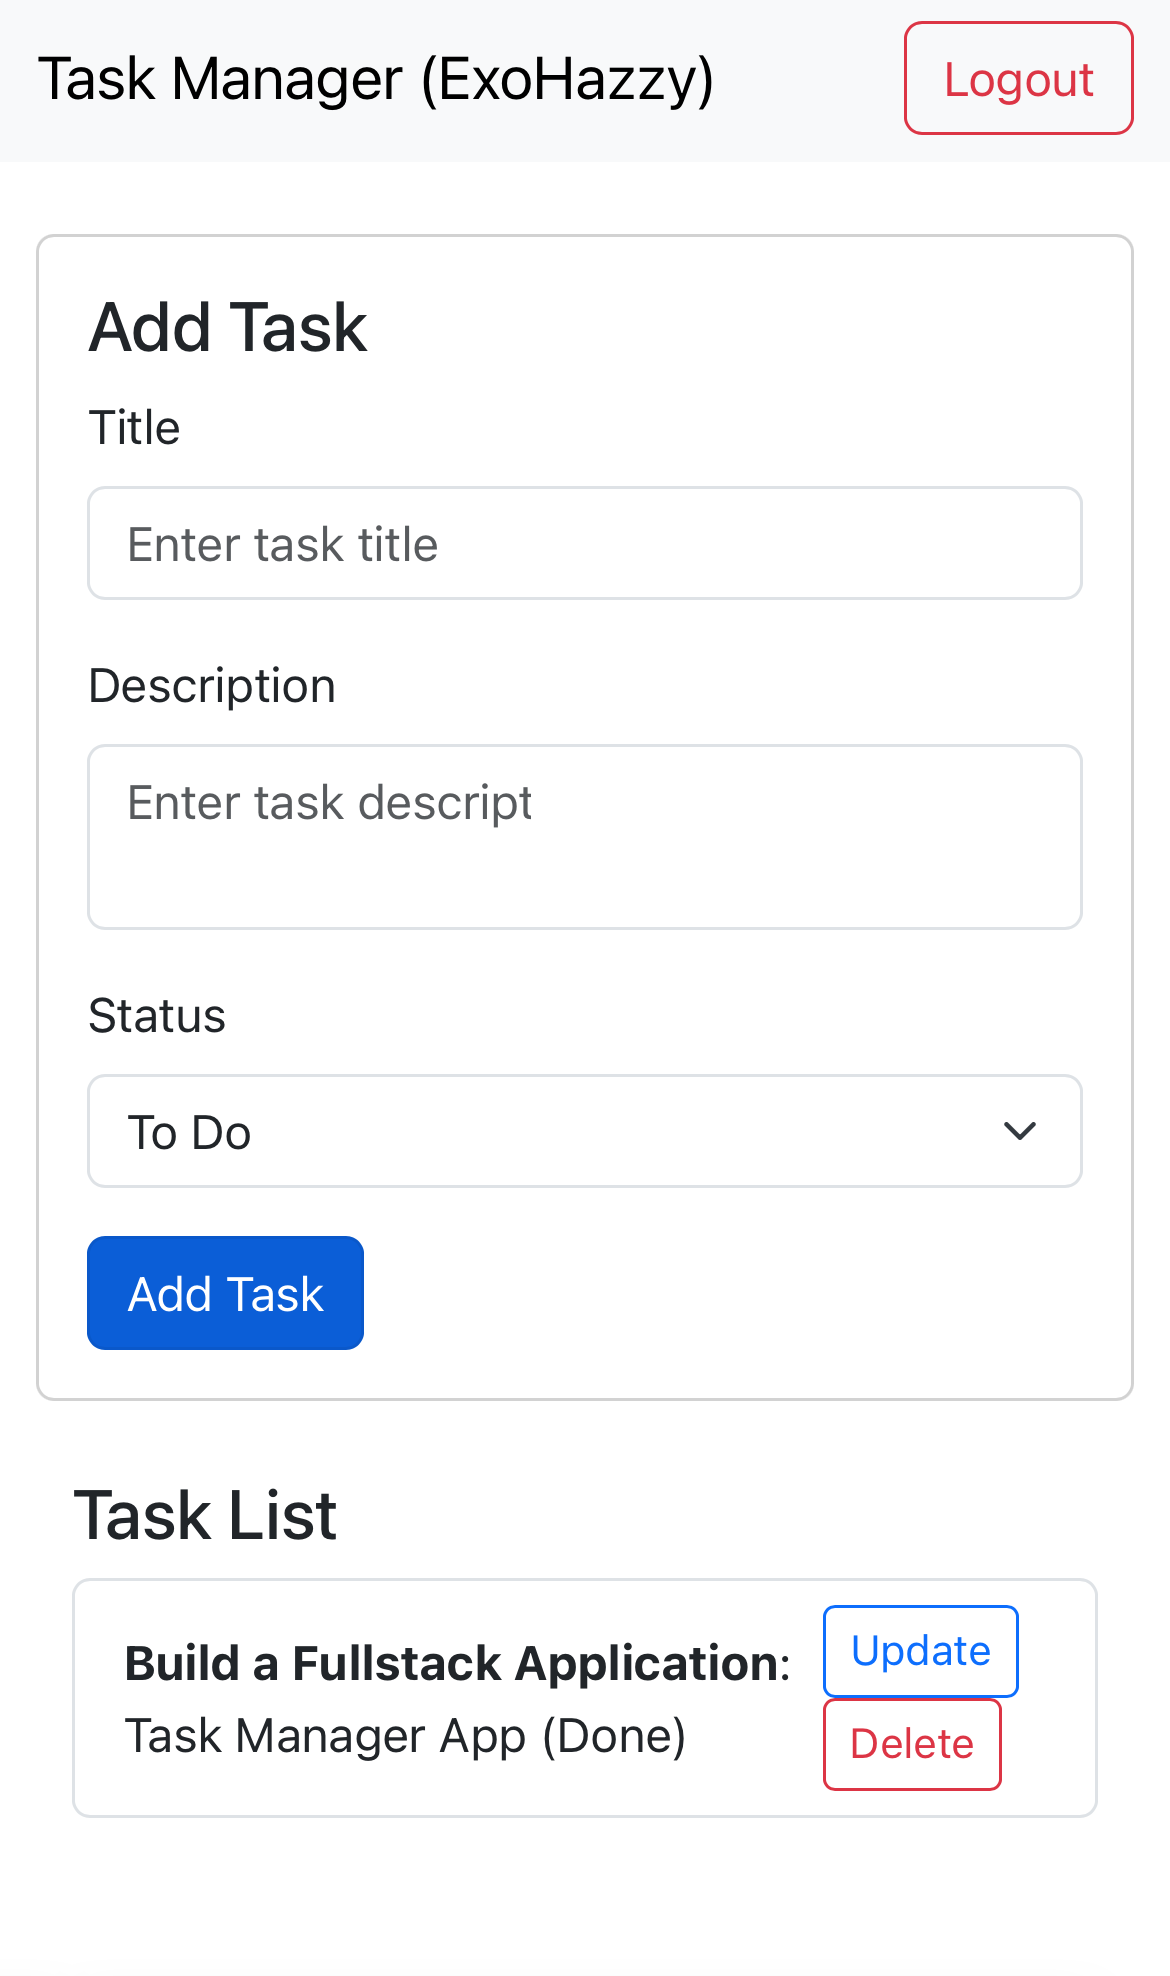 Task Manager (ExoHazzy)
Logout
Add Task
Title
Enter task title
Description
Enter task descript
Status
To Do
Add Task
Task List
Build a Fullstack Application:
Task Manager App (Done)
Update
Delete